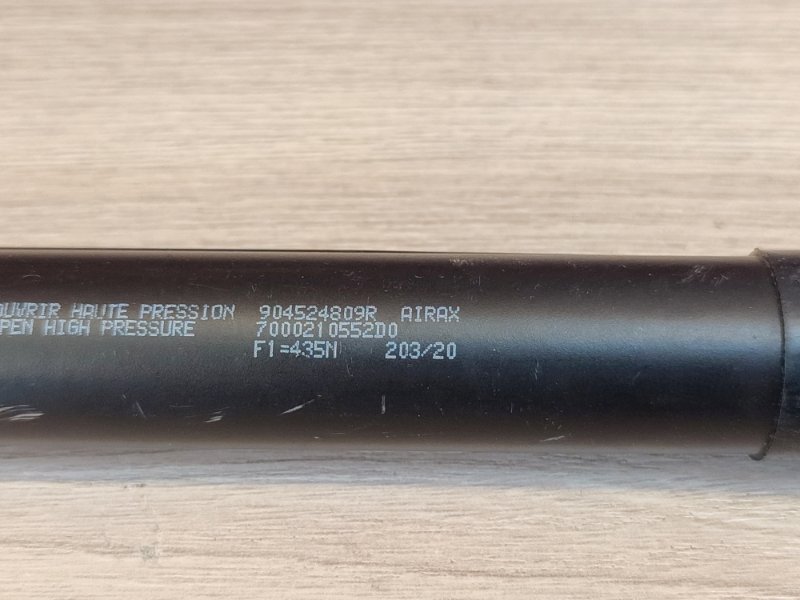 OUVRIR HAUTE PRESSION 904524809R AIRAX
PEN HIGH PRESSURE 7000210552D0
F1=435N 203/20